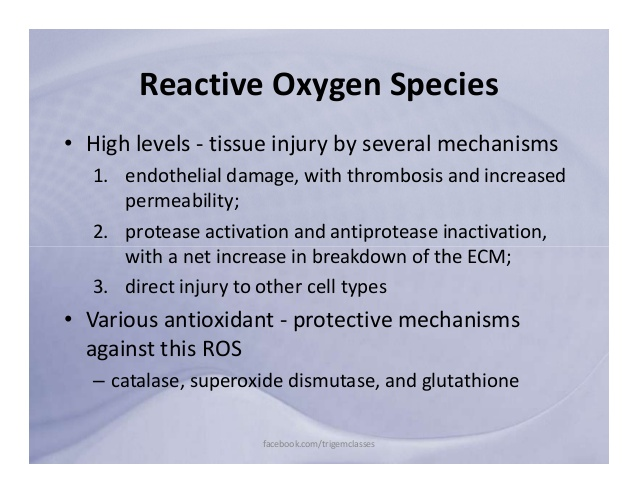 Reactive Oxygen Species
• High levels - tissue injury by several mechanisms
1. endothelial damage, with thrombosis and increased
permeability;
2. protease activation and antiprotease inactivation,
with a net increase in breakdown of the ECM;
3. direct injury to other cell types
• Various antioxidant - protective mechanisms
against this ROS
– catalase, superoxide dismutase, and glutathione
facebook.com/trigemclasses